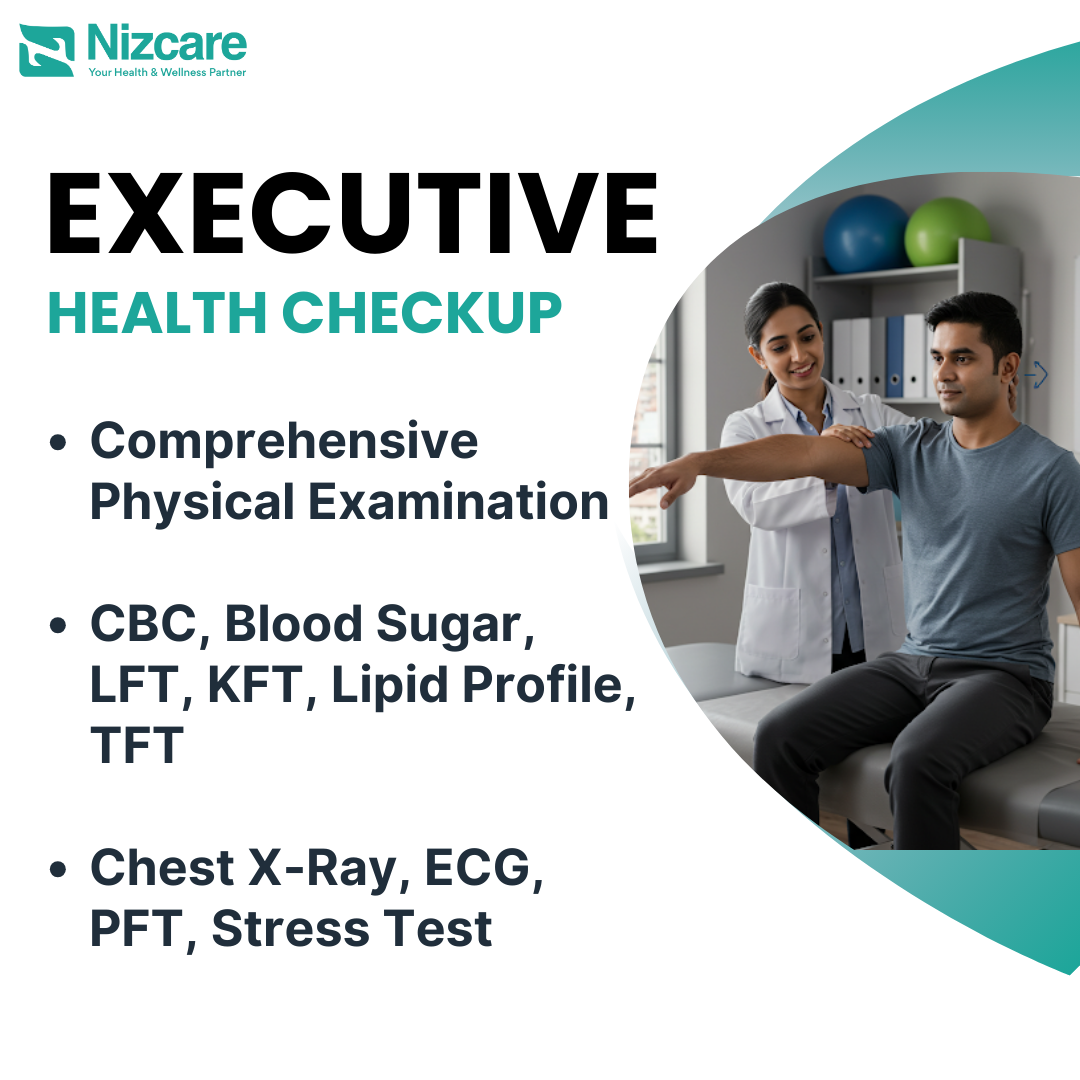 Nizcare
Your Health & Wellness Partner
EXECUTIVE
HEALTH CHECKUP
• Comprehensive
Physical Examination
• CBC, Blood Sugar,
LFT, KFT, Lipid Profile,
TFT
• Chest X-Ray, ECG,
PFT, Stress Test